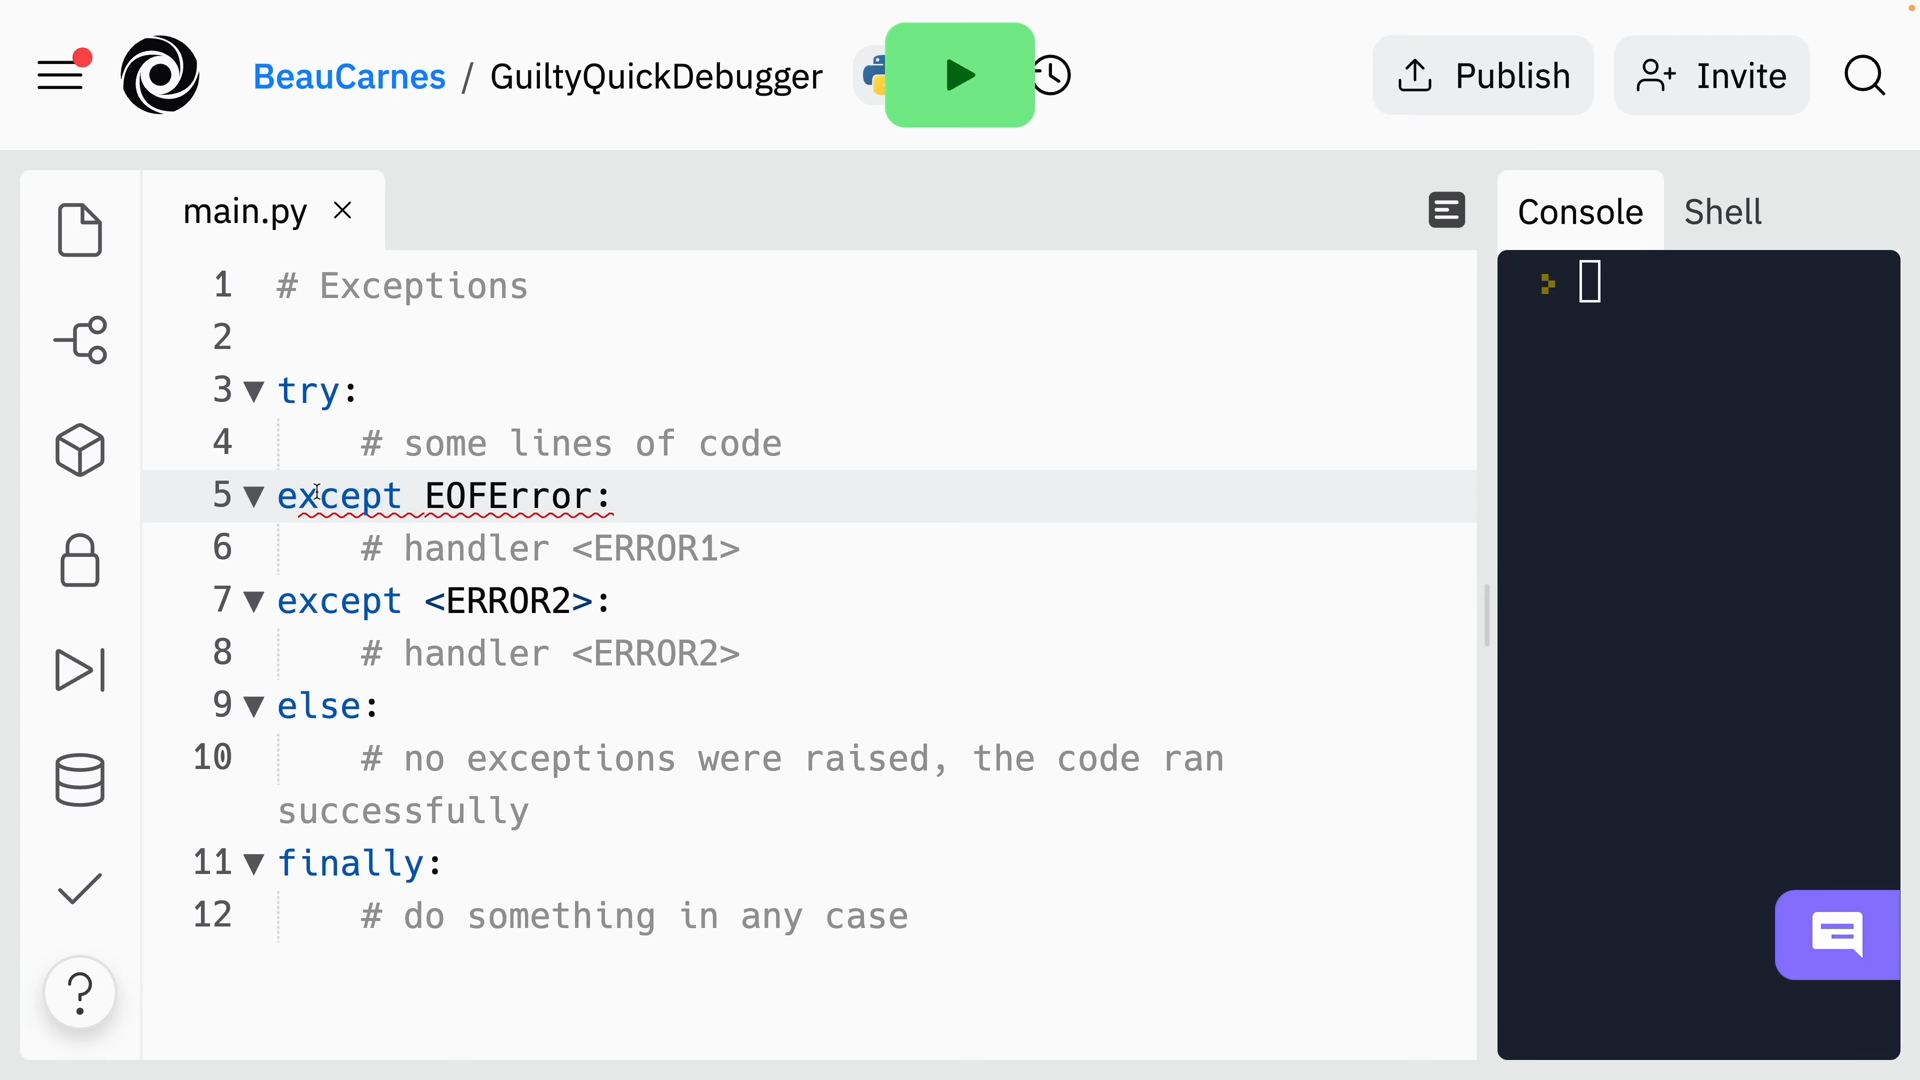 BeauCarnes / GuiltyQuickDebugger
Publish
Invite
main.py
Console
Shell
1 # Exceptions
2
3 try:
4 # some lines of code
5 except EOFError:
6 # handler <ERROR1>
7 except <ERROR2>:
8 # handler <ERROR2>
9 else:
10 # no exceptions were raised, the code ran
successfully
11 finally:
12 # do something in any case